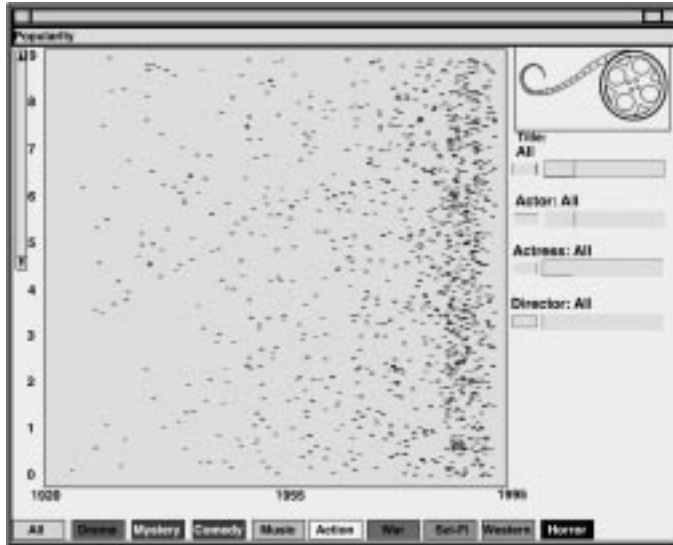 Popularity
9
8
7
6
5
4
3
2
1
0
1920 1955 1995
Title:
All
Actor: All
Actress: All
Director: All
All Drama Mystery Comedy Music Action War Sci-Fi Western Horror